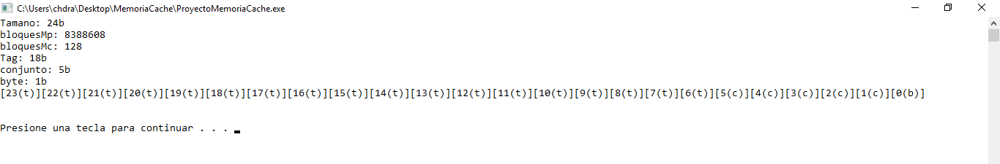 C:\Users\chdra\Desktop\MemoriaCache\ProyectoMemoriaCache.exe
Tamano: 24b
bloquesMp: 8388608
bloquesMc: 128
Tag: 18b
conjunto: 5b
byte: 1b
[23(t)][22(t)][21(t)][20(t)][19(t)][18(t)][17(t)][16(t)][15(t)][14(t)][13(t)][12(t)][11(t)][10(t)][9(t)][8(t)][7(t)][6(t)][5(c)][4(c)][3(c)][2(c)][1(c)][0(b)]
Presione una tecla para continuar . . .